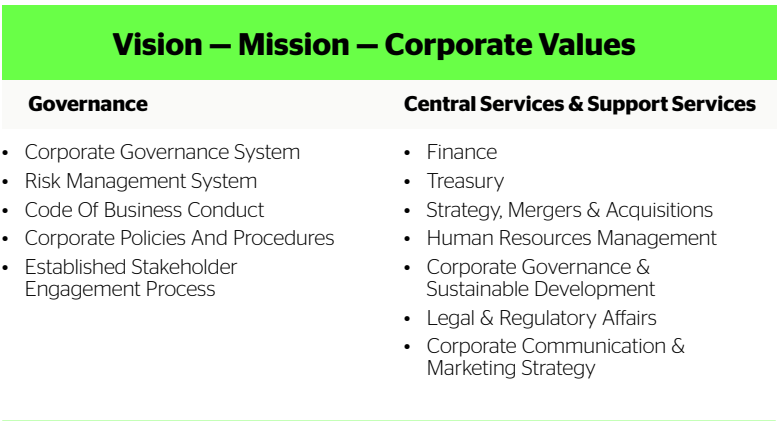 Vision — Mission — Corporate Values
Governance
• Corporate Governance System
• Risk Management System
• Code Of Business Conduct
• Corporate Policies And Procedures
• Established Stakeholder
Engagement Process
Central Services & Support Services
• Finance
• Treasury
• Strategy, Mergers & Acquisitions
• Human Resources Management
• Corporate Governance &
Sustainable Development
• Legal & Regulatory Affairs
• Corporate Communication &
Marketing Strategy